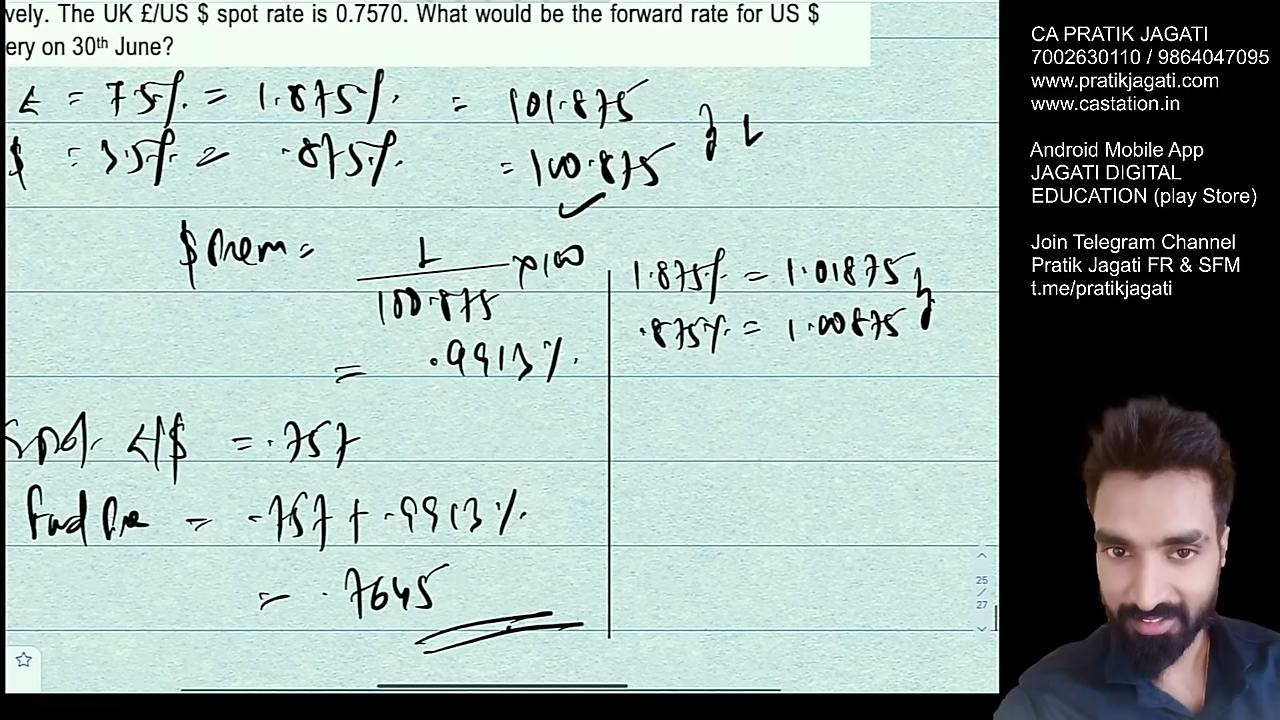 vely. The UK £/US $ spot rate is 0.7570. What would be the forward rate for US $
ery on 30th June?
£ = 7.5% = 1.875% = 101.875
$ = 3.5% = .875% = 100.875 } 1
$ Prem = 1 / 100.875 × 100
= .9913%.
1.875% = 1.01875 }
.875% = 1.00875
Spot £/$ = .757
Fwd = .757 + .9913%.
= .7645
25
/
27
CA PRATIK JAGATI
7002630110 / 9864047095
www.pratikjagati.com
www.castation.in
Android Mobile App
JAGATI DIGITAL
EDUCATION (play Store)
Join Telegram Channel
Pratik Jagati FR & SFM
t.me/pratikjagati